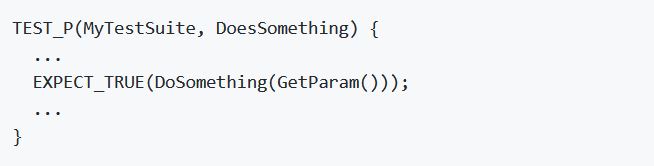 TEST_P(MyTestSuite, DoesSomething) {
  ...
  EXPECT_TRUE(DoSomething(GetParam()));
  ...
}